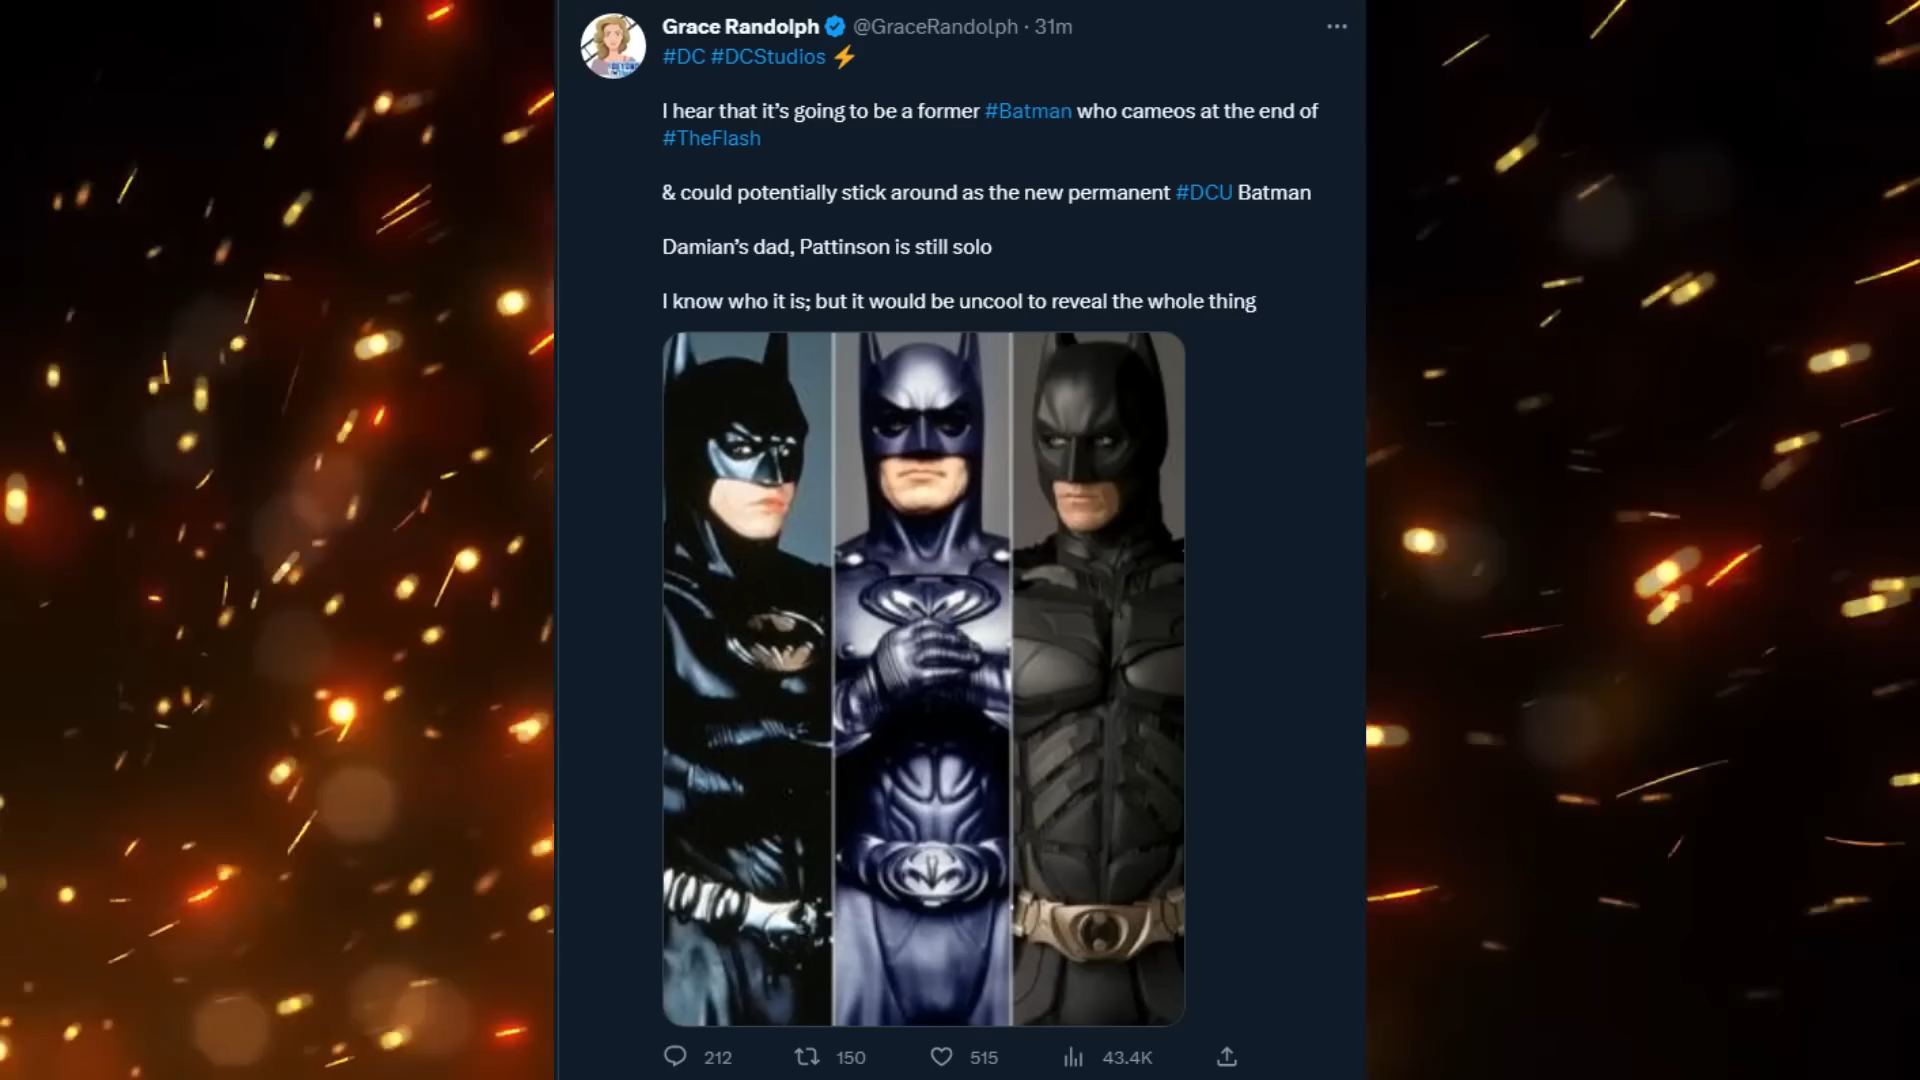 Grace Randolph @GraceRandolph · 31m
#DC #DCStudios ⚡
I hear that it's going to be a former #Batman who cameos at the end of
#TheFlash
& could potentially stick around as the new permanent #DCU Batman
Damian's dad, Pattinson is still solo
I know who it is; but it would be uncool to reveal the whole thing
212 150 515 43.4K